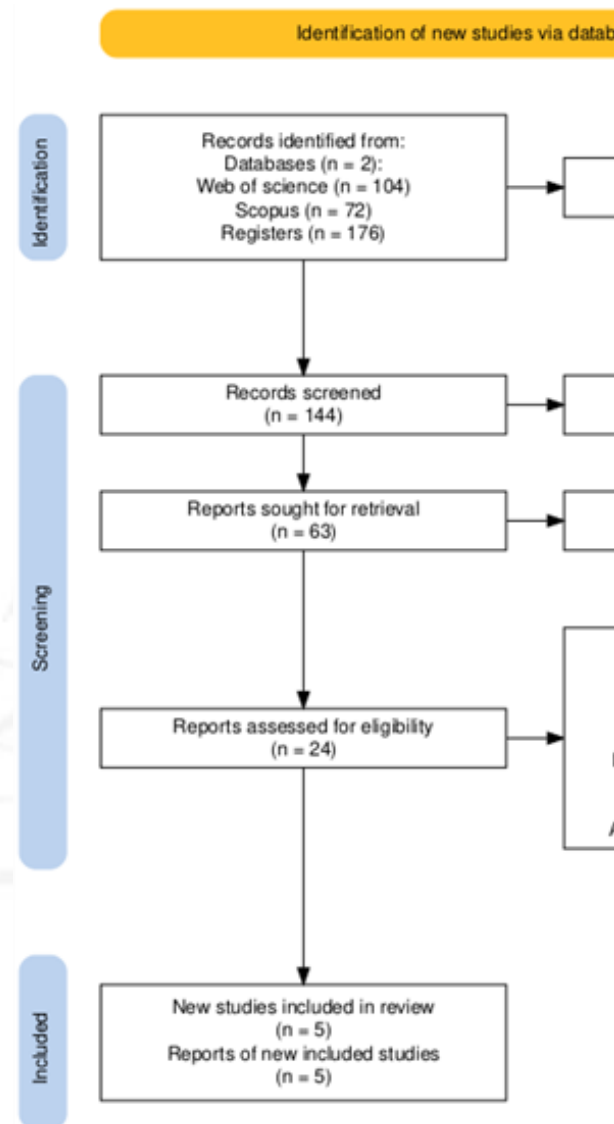 Identification of new studies via
Identification
Records identified from:
Databases (n = 2):
Web of science (n = 104)
Scopus (n = 72)
Registers (n = 176)
Screening
Records screened
(n = 144)
Reports sought for retrieval
(n = 63)
Reports assessed for eligibility
(n = 24)
Included
New studies included in review
(n = 5)
Reports of new included studies
(n = 5)